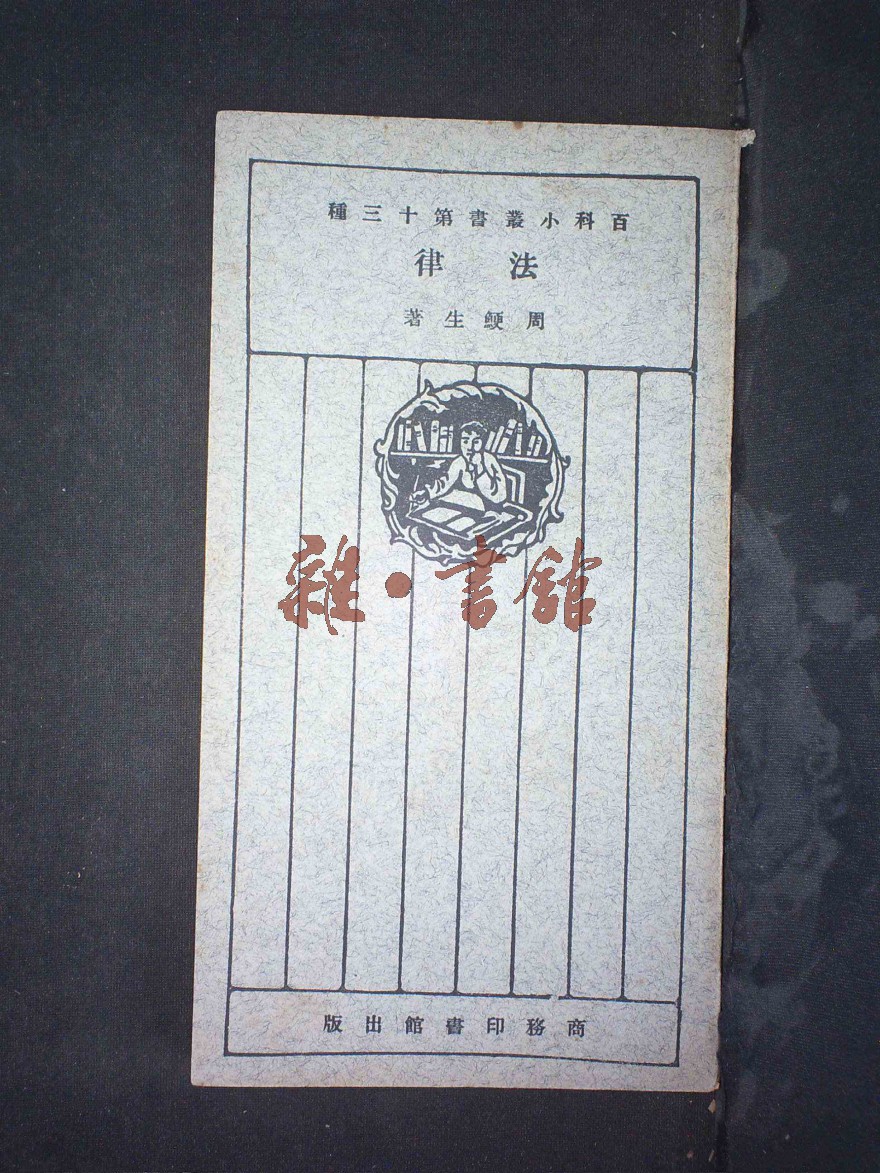 百科小叢書第十三種
法律
周鯁生著
雜·書館
商務印書館出版